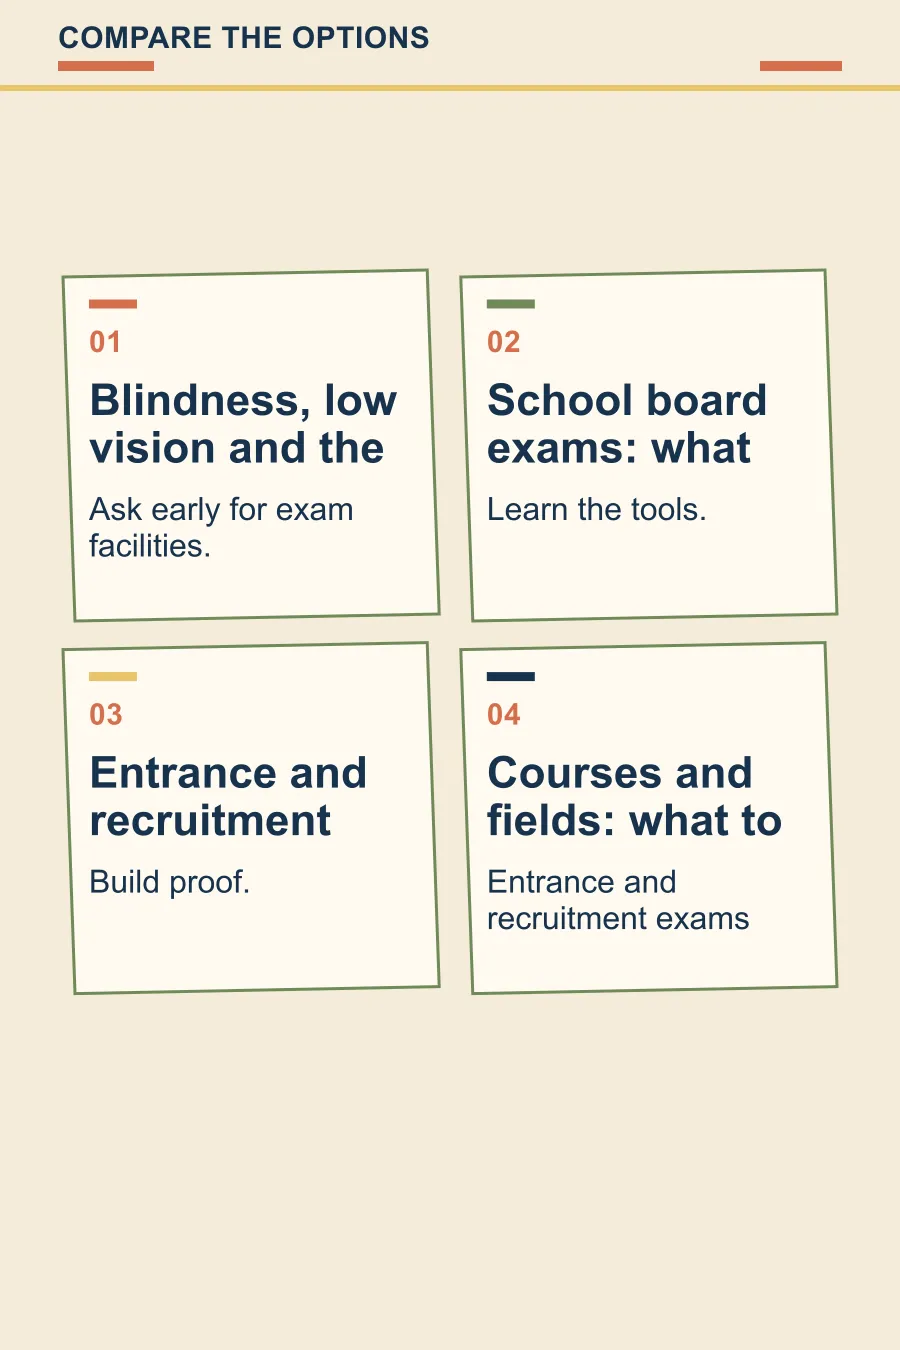 COMPARE THE OPTIONS
01
Blindness, low
vision and the
Ask early for exam
facilities.
02
School board
exams: what
Learn the tools.
03
Entrance and
recruitment
Build proof.
04
Courses and
fields: what to
Entrance and
recruitment exams